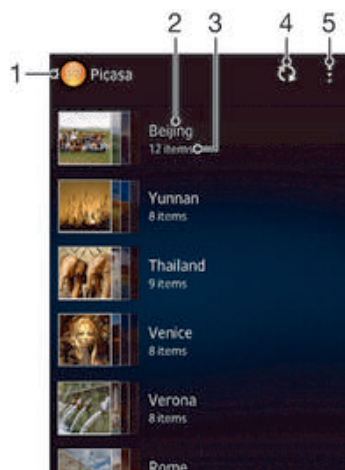 2 3 4 5
1 Picasa
Beijing
12 items
Yunnan
8 items
Thailand
9 items
Venice
8 items
Verona
8 items
Rome